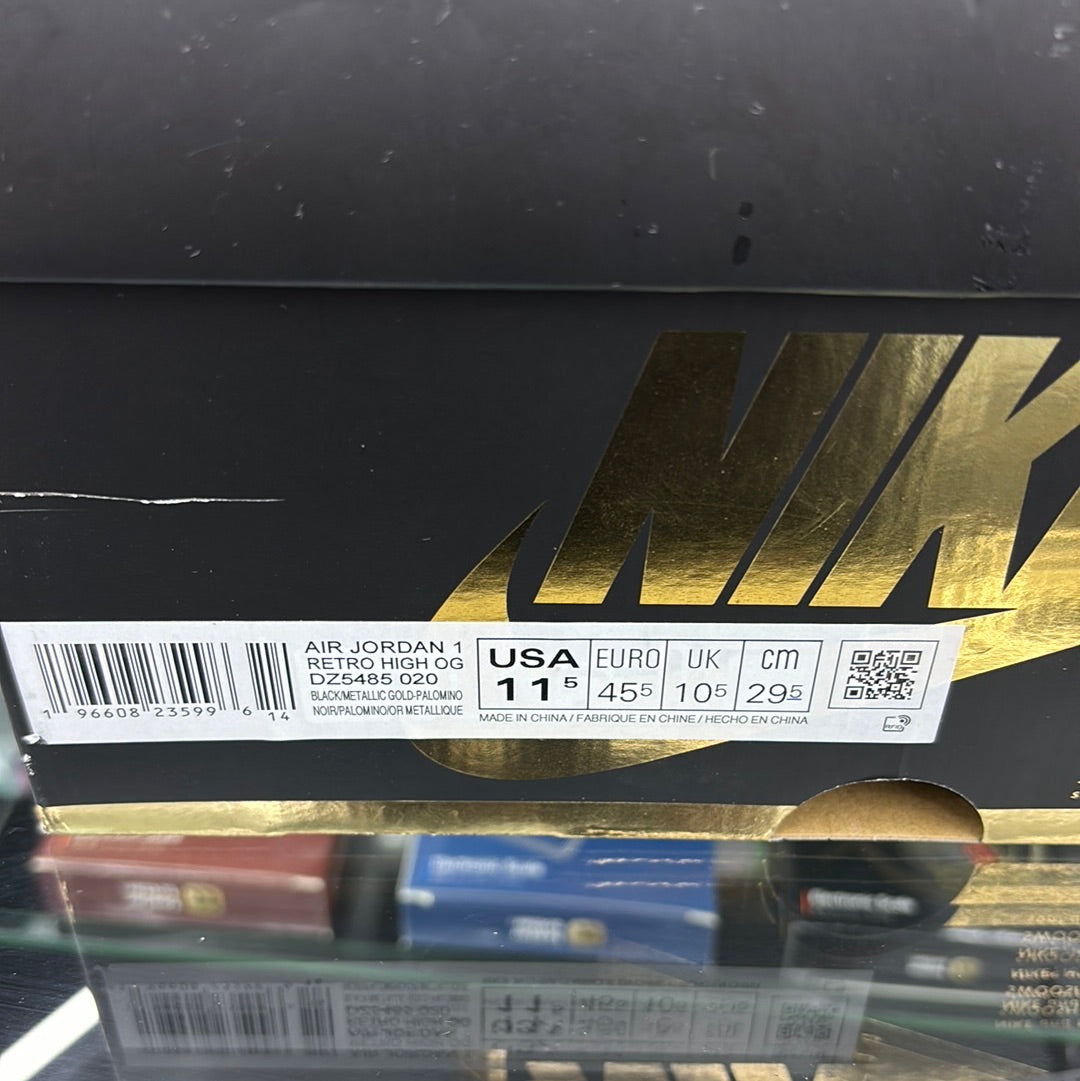 NIK
AIR JORDAN 1
RETRO HIGH OG
DZ5485 020
BLACK/METALLIC GOLD-PALOMINO
NOIR/PALOMINO/OR METALLIQUE
1 96608 23599 6 14
USA EURO UK cm
11 5 45 5 10 5 29 5
MADE IN CHINA / FABRIQUE EN CHINE / HECHO EN CHINA
RFID